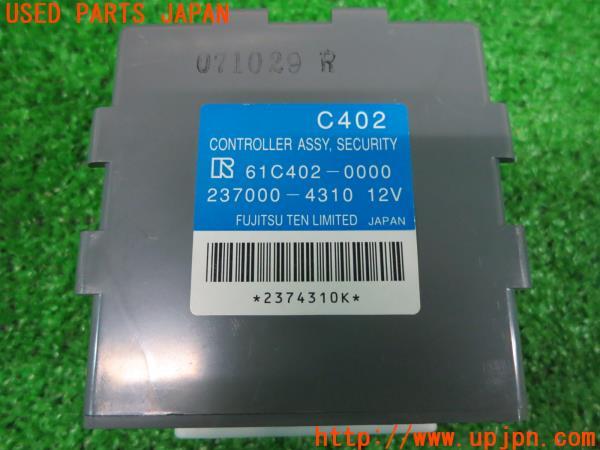 USED PARTS JAPAN
071029 R
C402
CONTROLLER ASSY, SECURITY
R 61C402-0000
237000-4310 12V
FUJITSU TEN LIMITED JAPAN
*2374310K*
UPJ
http://www.upjpn.com